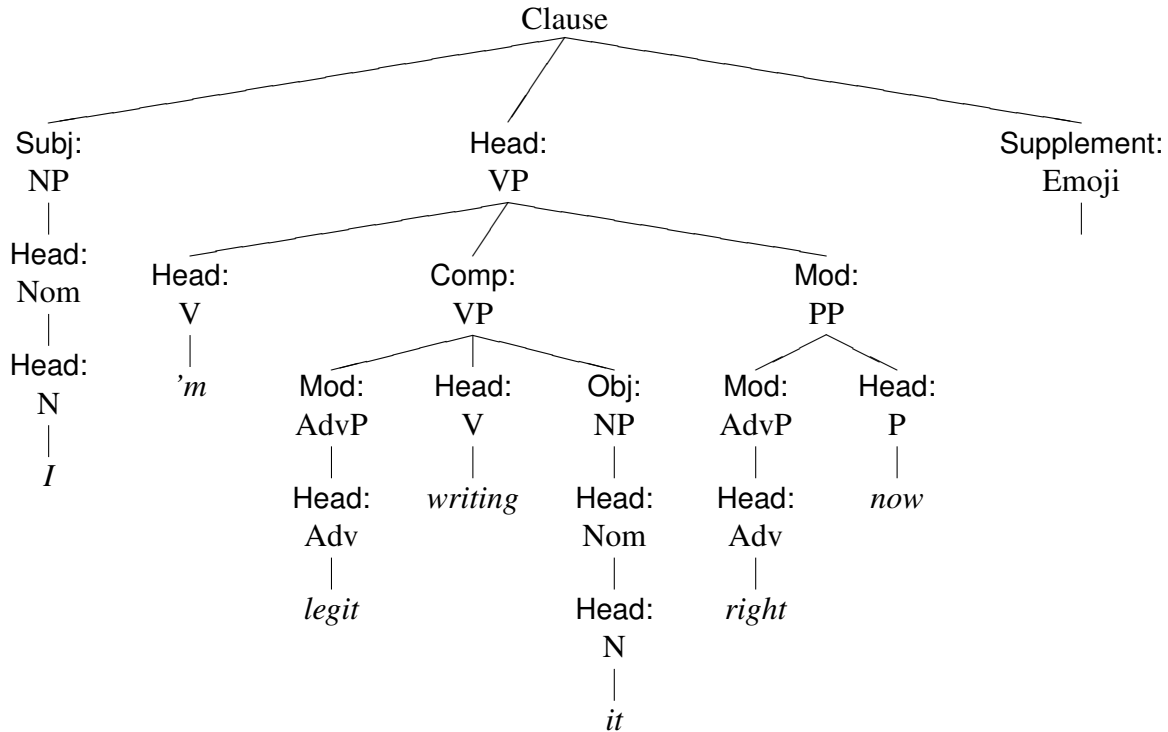 Clause
Subj: Head: Supplement:
NP VP Emoji
Head: Head: Comp: Mod:
Nom V VP PP
Head: 'm Mod: Head: Obj: Mod: Head:
N AdvP V NP AdvP P
I Head: writing Head: Head: now
Adv Nom Adv
legit Head: right
N
it